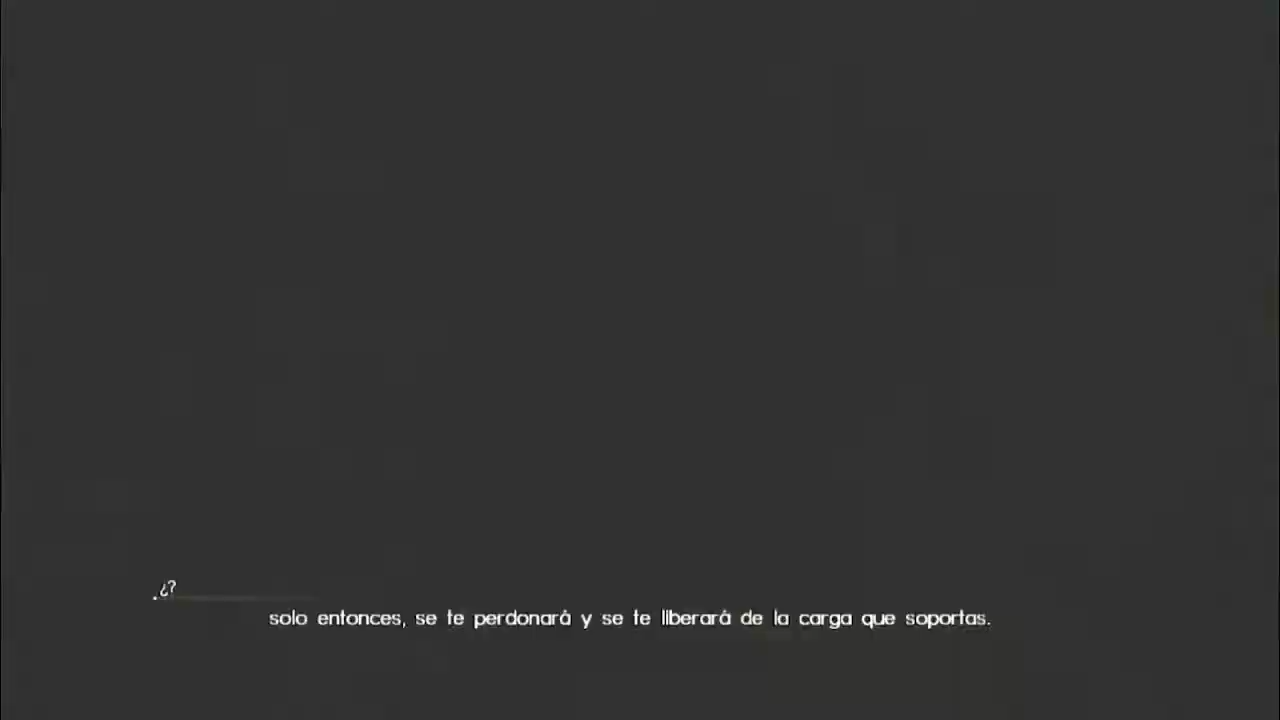 ¿?
solo entonces, se te perdonará y se te liberará de la carga que soportas.